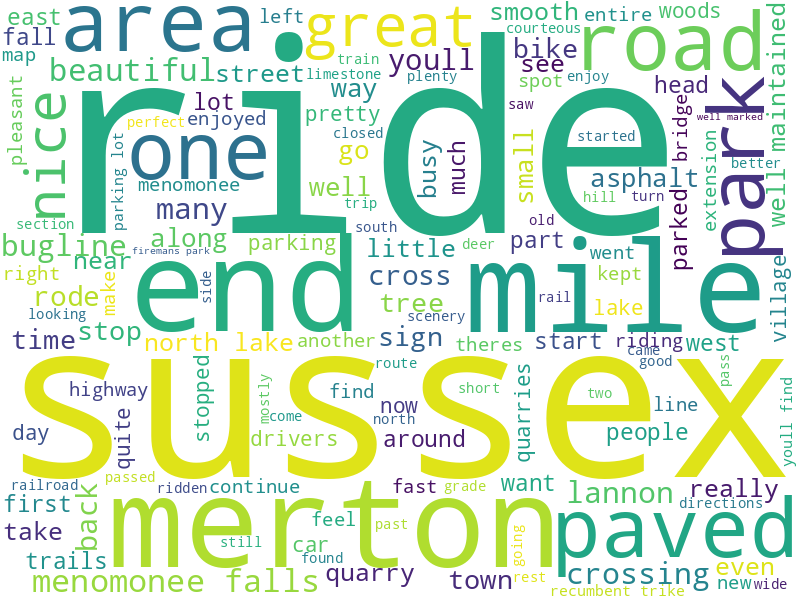 east
area
left
great
smooth
courteous
entire
woods
fall
map
train
youll
bike
road
well maintained
beautiful
street
limestone
plenty
way
see
spot
enjoy
head
pleasant
nice
ride
lot
enjoyed
pretty
saw
well marked
park
perfect
closed
started
bridge
better
parking lot
one
go
busy
much
small
asphalt
extension
menomonee
well
hill
turn
many
trip
old
parked
section
south
bugline
along
parking
little
deer
part
went
firemans park
near
end
cross
mile
kept
village
right
rode
make
side
tree
rail
lake
looking
scenery
time
stop
north lake
another
sign
theres
start
riding
west
came
good
sussex
route
pass
highway
stopped
mostly
find
short
two
youll find
day
quite
come
now
north
line
quarries
drivers
around
people
railroad
passed
ridden
continue
fast
grade
want
lannon
really
first
back
merton
directions
take
feel
past
paved
still
car
going
trails
found
crossing
even
menomonee falls
quarry
town
rest
recumbent trike
new
wide